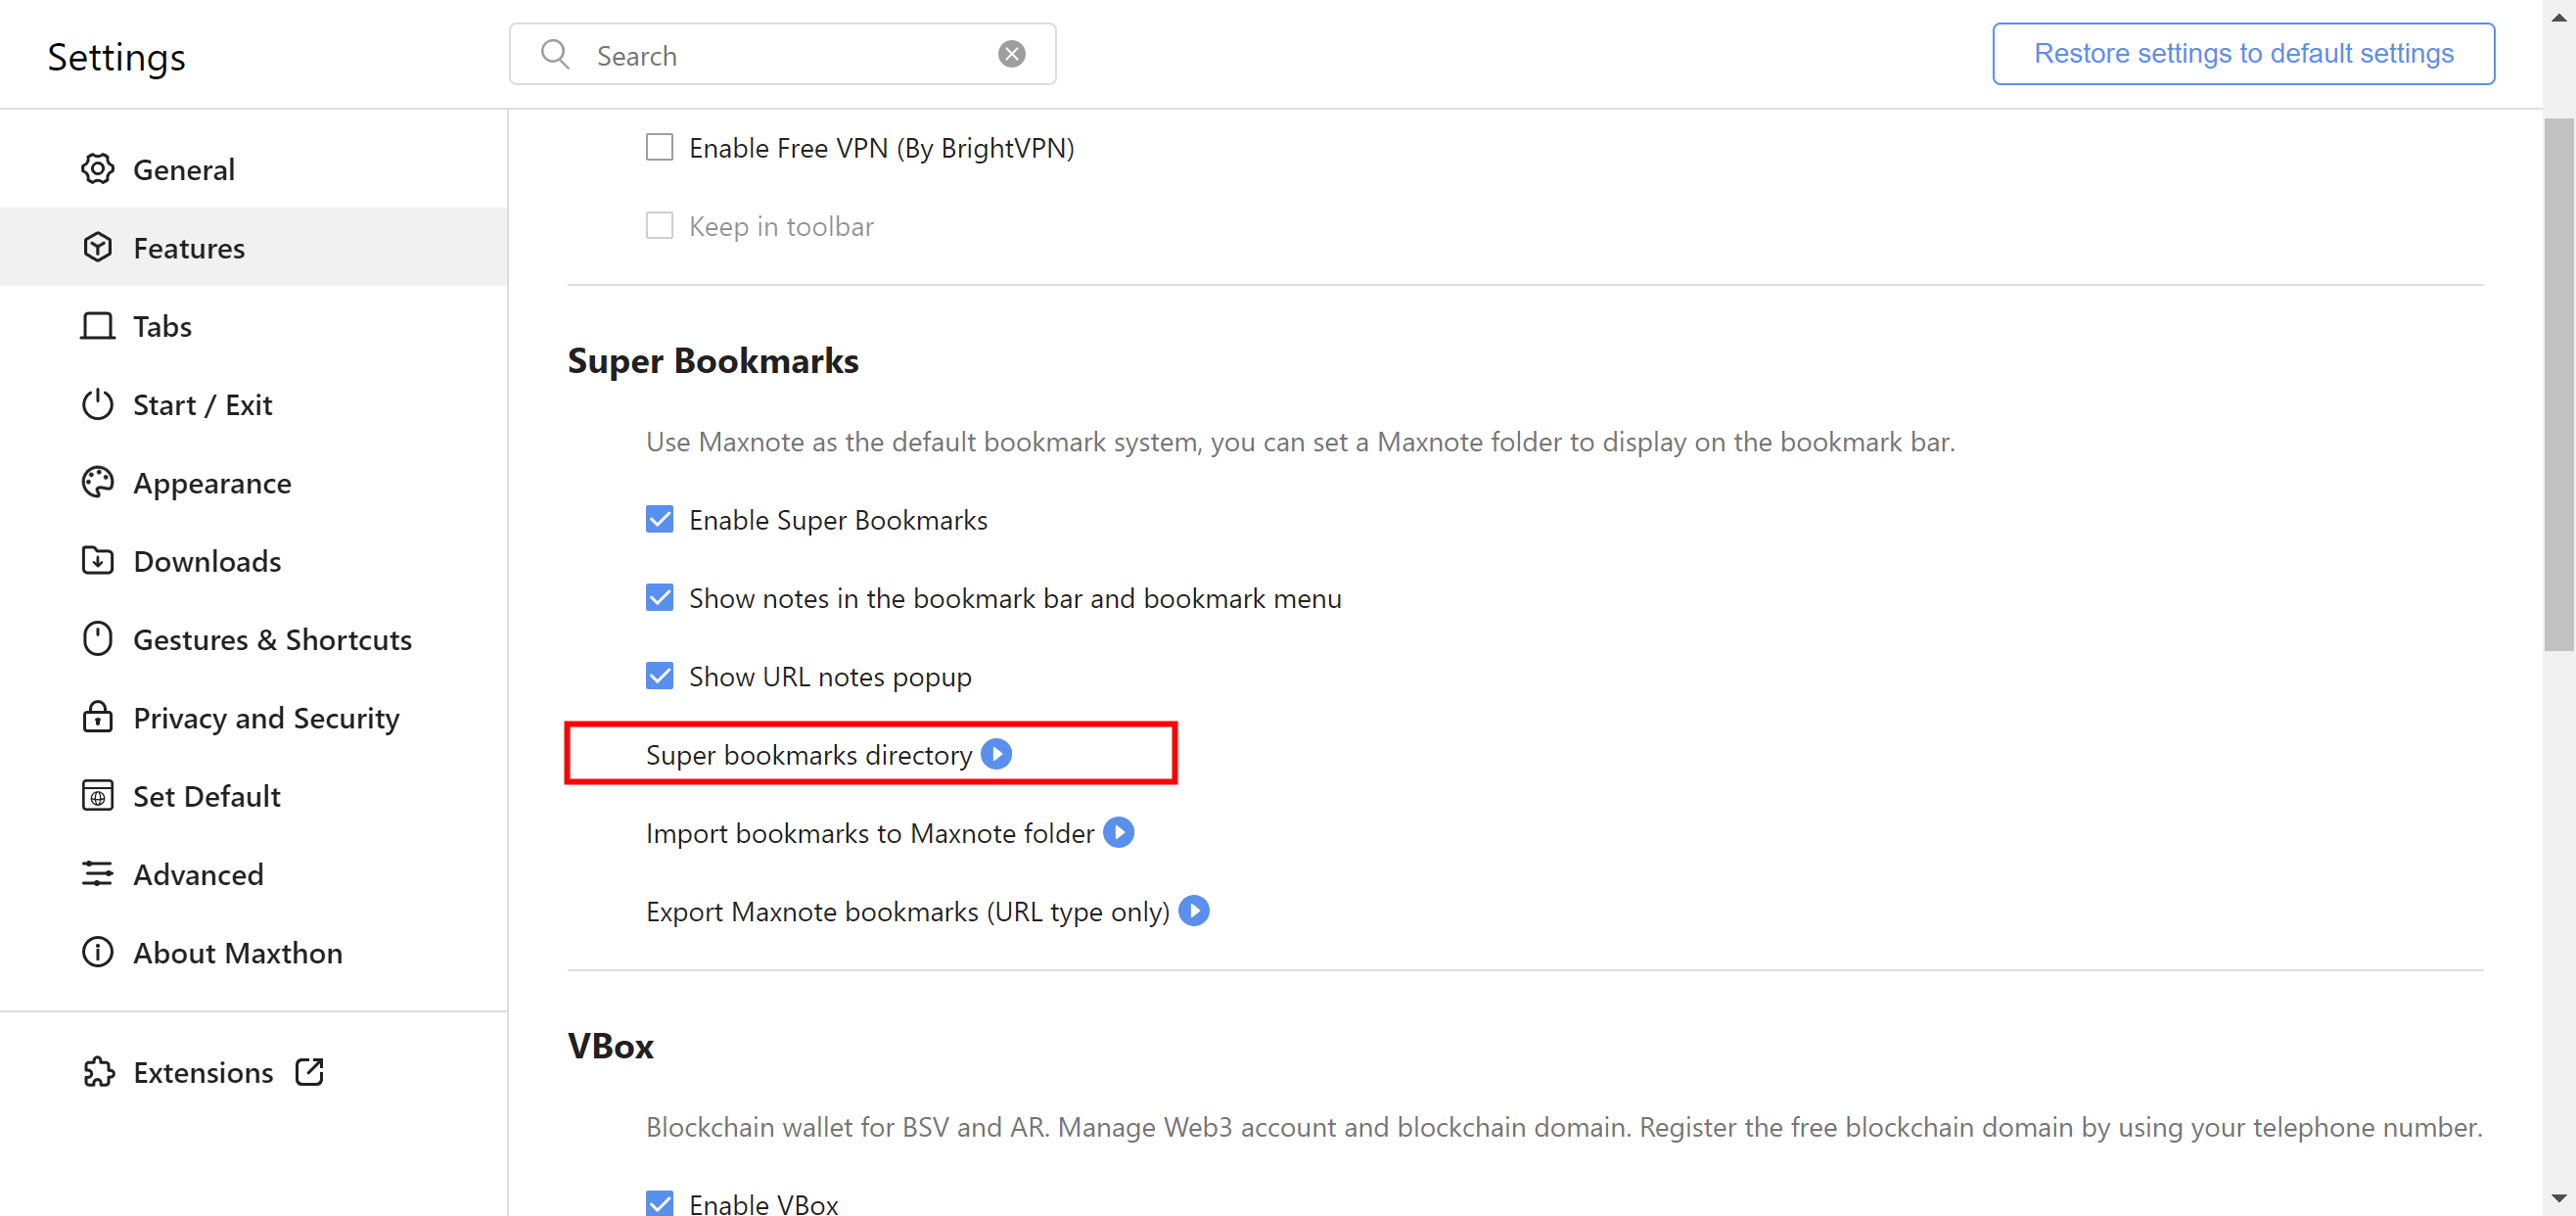 Settings
Search
Restore settings to default settings
General
Features
Tabs
Start / Exit
Appearance
Downloads
Gestures & Shortcuts
Privacy and Security
Set Default
Advanced
About Maxthon
Extensions
Enable Free VPN (By BrightVPN)
Keep in toolbar
Super Bookmarks
Use Maxnote as the default bookmark system, you can set a Maxnote folder to display on the bookmark bar.
Enable Super Bookmarks
Show notes in the bookmark bar and bookmark menu
Show URL notes popup
Super bookmarks directory
Import bookmarks to Maxnote folder
Export Maxnote bookmarks (URL type only)
VBox
Blockchain wallet for BSV and AR. Manage Web3 account and blockchain domain. Register the free blockchain domain by using your telephone number.
Enable VBox